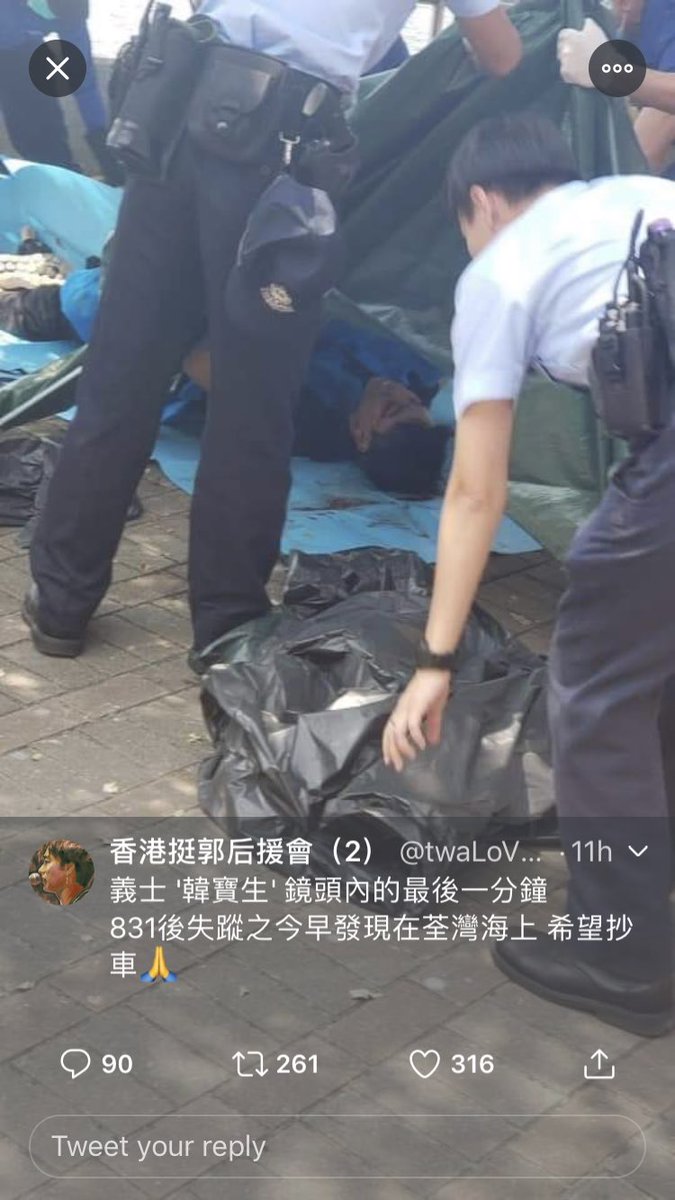 香港挺郭后援會（2） @twaLoV... · 11h
義士 '韓寶生' 鏡頭內的最後一分鐘
831後失蹤之今早發現在荃灣海上 希望抄
車🙏
90 261 316
Tweet your reply